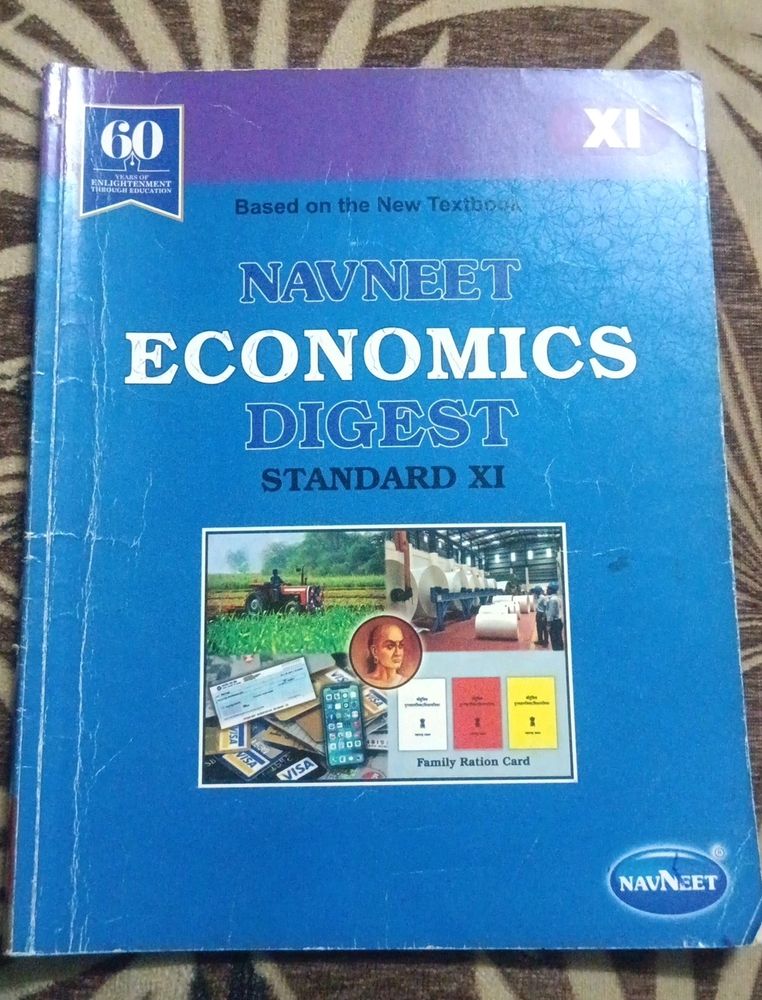 60
YEARS OF
ENLIGHTENMENT
THROUGH EDUCATION
XI
Based on the New Textbook
NAVNEET
ECONOMICS
DIGEST
STANDARD XI
VISA
VISA
VISA
Family Ration Card
NAVNEET
®